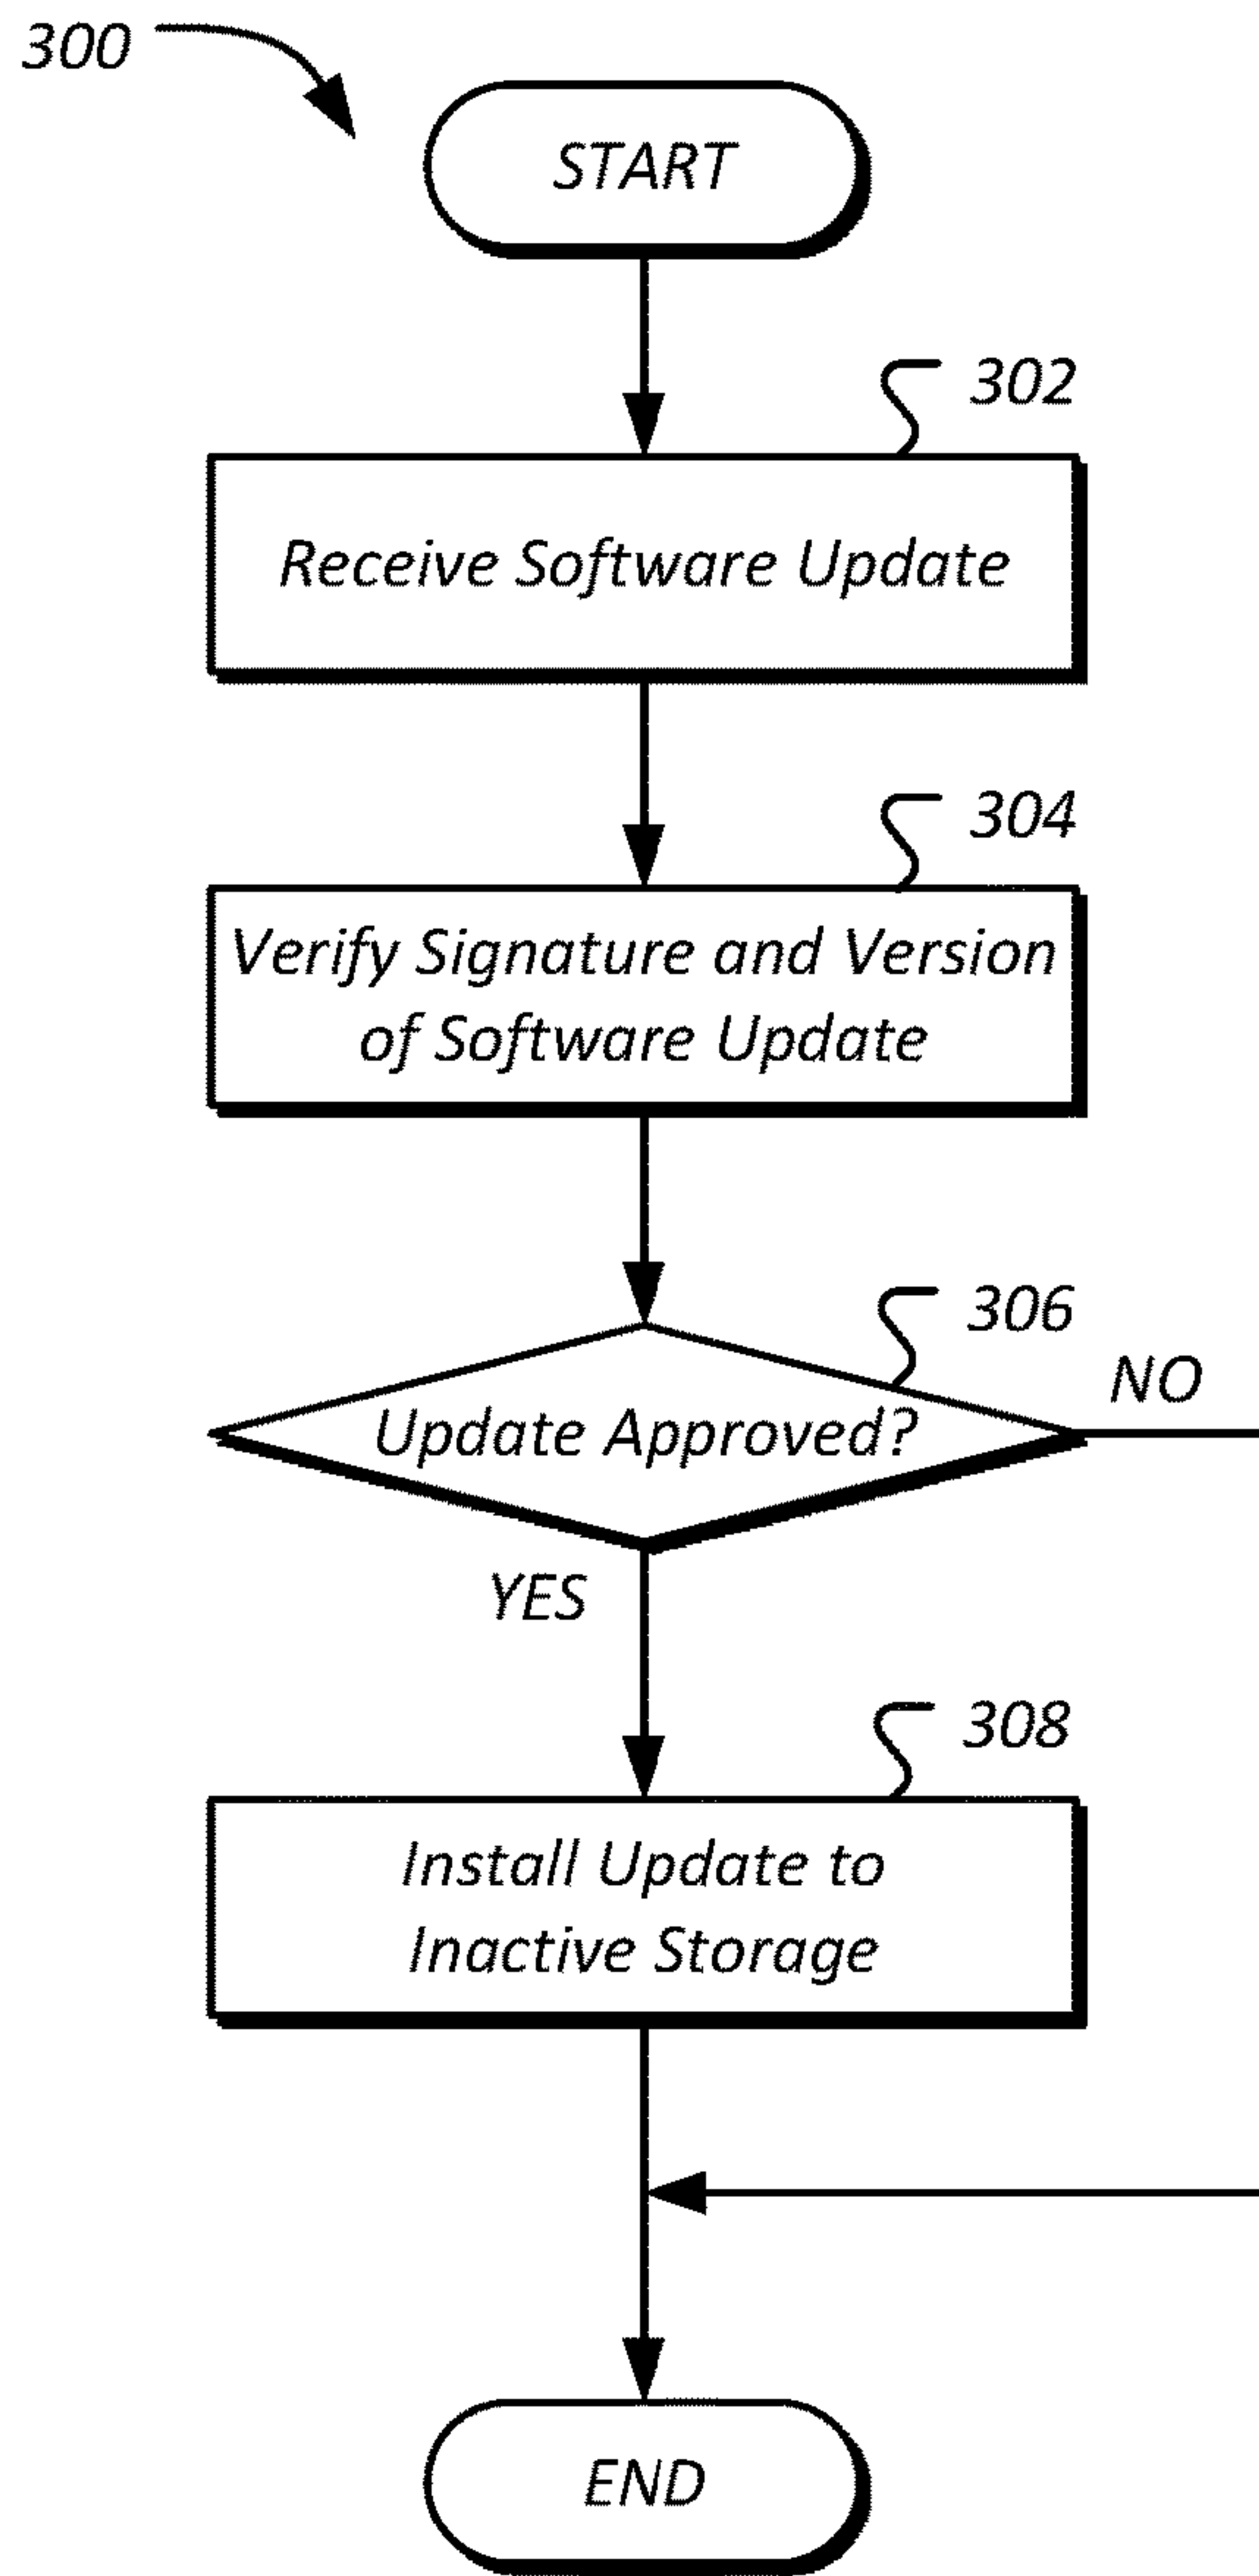 300
START
302
Receive Software Update
304
Verify Signature and Version
of Software Update
306
NO
Update Approved?
YES
308
Install Update to
Inactive Storage
END